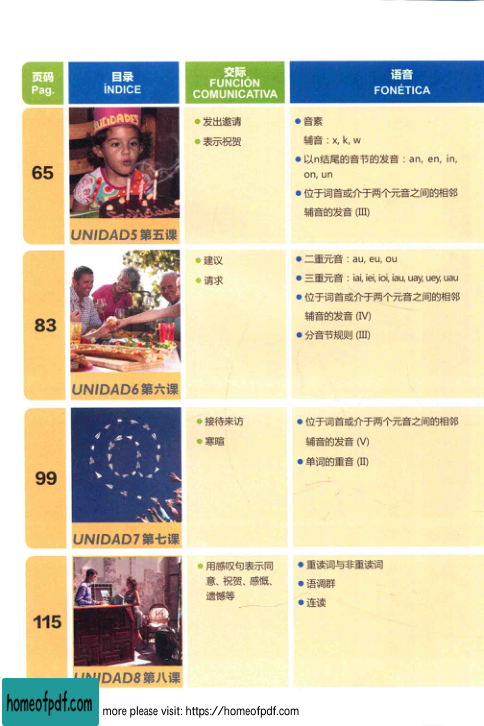 页码
Pag.
目录
ÍNDICE
交际
FUNCIÓN
COMUNICATIVA
语音
FONÉTICA
65
UNIDAD5 第五课
● 发出邀请
● 表示祝贺
● 音素
辅音：x, k, w
● 以n结尾的音节的发音：an, en, in,
on, un
● 位于词首或介于两个元音之间的相邻
辅音的发音 (III)
83
UNIDAD6 第六课
● 建议
● 请求
● 二重元音：au, eu, ou
● 三重元音：iai, iei, ioi, iau, uay, uey, uau
● 位于词首或介于两个元音之间的相邻
辅音的发音 (IV)
● 分音节规则 (III)
99
UNIDAD7 第七课
● 接待来访
● 寒暄
● 位于词首或介于两个元音之间的相邻
辅音的发音 (V)
● 单词的重音 (II)
115
UNIDAD8 第八课
● 用感叹句表示同
意、祝贺、感慨、
遗憾等
● 重读词与非重读词
● 语调群
● 连读
homeofpdf.com
more please visit: https://homeofpdf.com